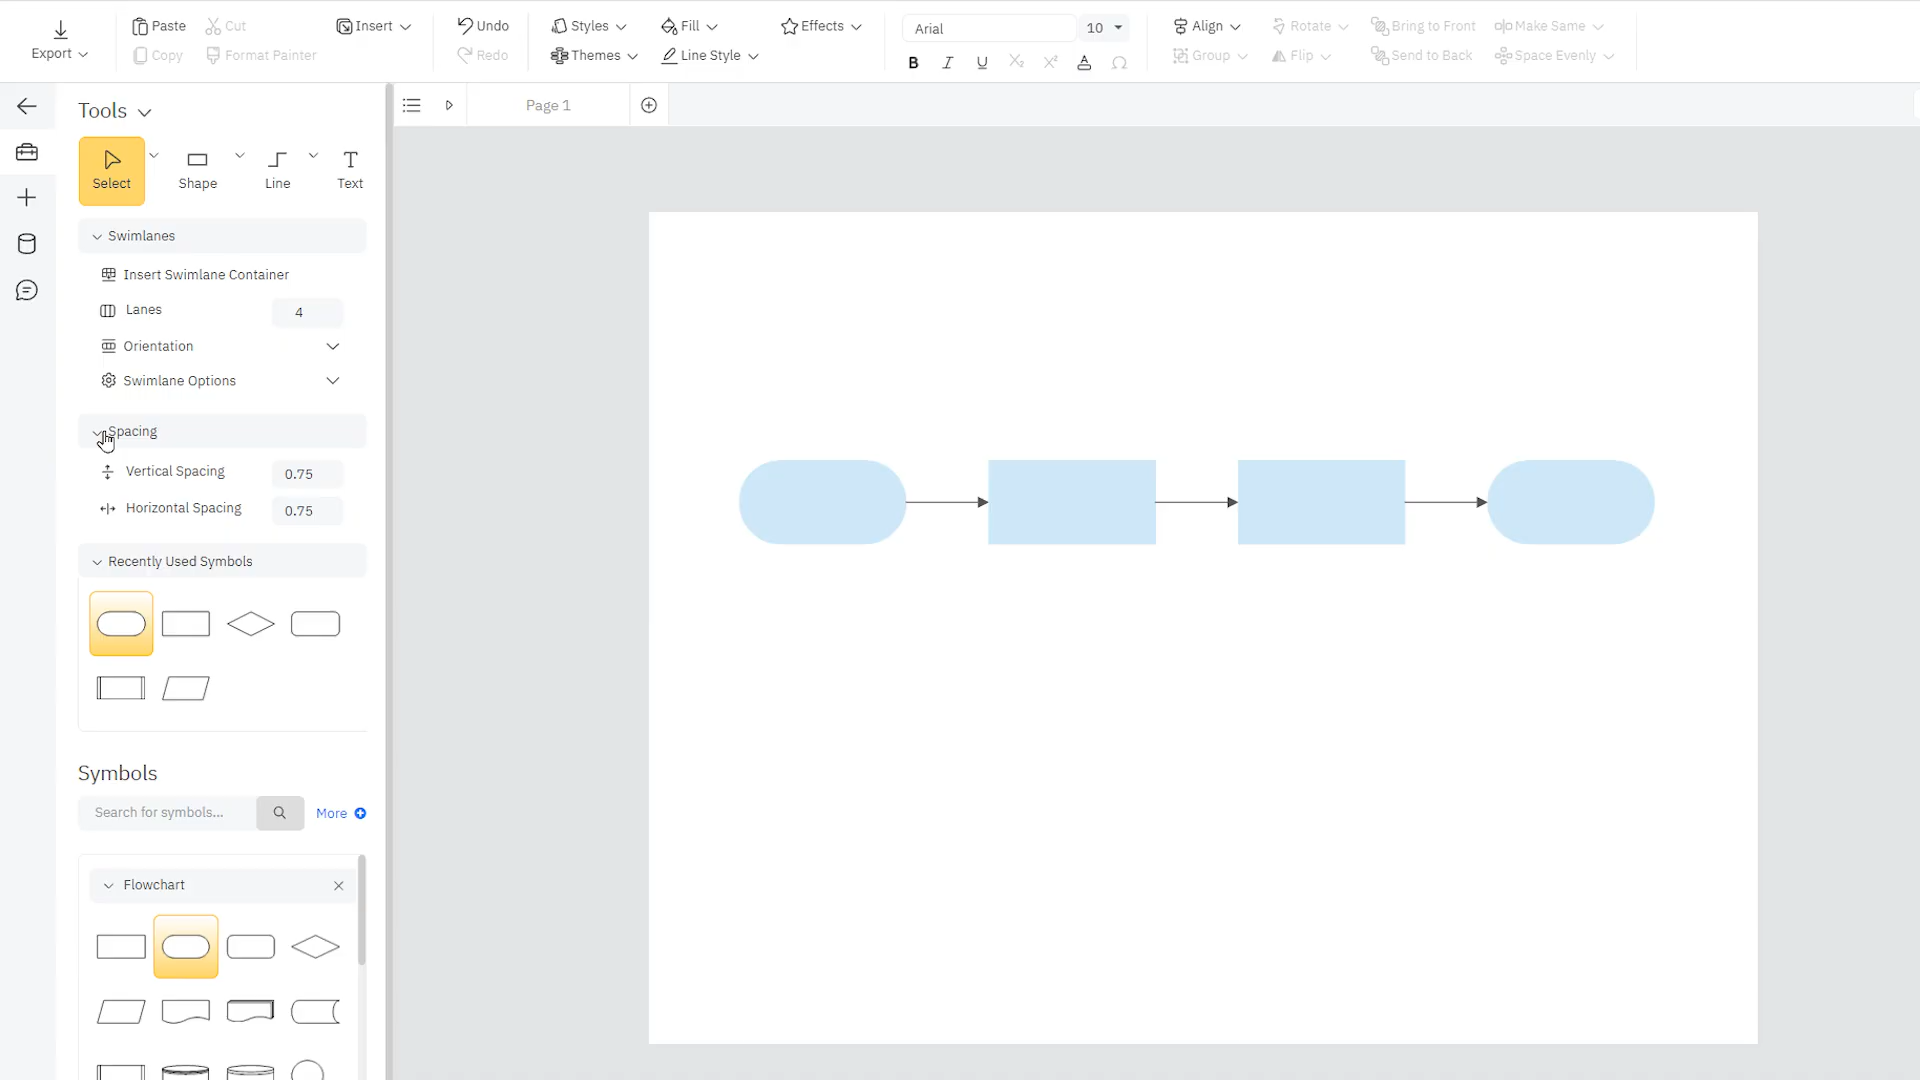 Export
Paste
Cut
Copy
Format Painter
Insert
Undo
Redo
Styles
Themes
Fill
Line Style
Effects
Arial
10
B I U X₂ X² A Ω
Align
Group
Rotate
Flip
Bring to Front
Send to Back
Make Same
Space Evenly
Tools
Select
Shape
Line
T
Text
Page 1
Swimlanes
Insert Swimlane Container
Lanes 4
Orientation
Swimlane Options
Spacing
Vertical Spacing 0.75
Horizontal Spacing 0.75
Recently Used Symbols
Symbols
Search for symbols...
More
Flowchart